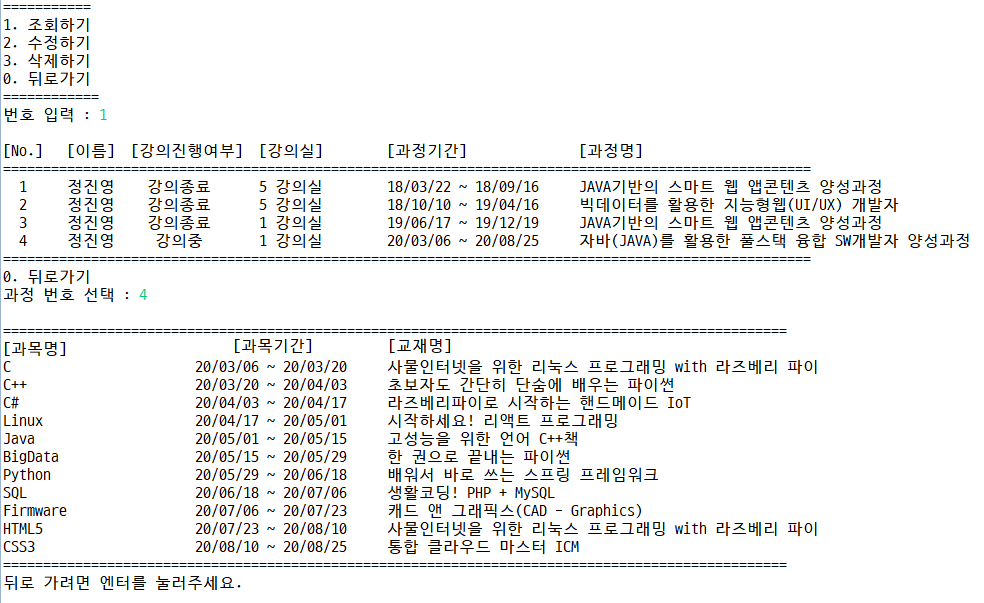 ===========
1. 조회하기
2. 수정하기
3. 삭제하기
0. 뒤로가기
============
번호 입력 : 1
[No.] [이름] [강의진행여부] [강의실] [과정기간] [과정명]
=====================================================================================================
1 정진영 강의종료 5 강의실 18/03/22 ~ 18/09/16 JAVA기반의 스마트 웹 앱콘텐츠 양성과정
2 정진영 강의종료 5 강의실 18/10/10 ~ 19/04/16 빅데이터를 활용한 지능형웹(UI/UX) 개발자
3 정진영 강의종료 1 강의실 19/06/17 ~ 19/12/19 JAVA기반의 스마트 웹 앱콘텐츠 양성과정
4 정진영 강의중 1 강의실 20/03/06 ~ 20/08/25 자바(JAVA)를 활용한 풀스택 융합 SW개발자 양성과정
=====================================================================================================
0. 뒤로가기
과정 번호 선택 : 4
==================================================================================================
[과목명] [과목기간] [교재명]
C 20/03/06 ~ 20/03/20 사물인터넷을 위한 리눅스 프로그래밍 with 라즈베리 파이
C++ 20/03/20 ~ 20/04/03 초보자도 간단히 단숨에 배우는 파이썬
C# 20/04/03 ~ 20/04/17 라즈베리파이로 시작하는 핸드메이드 IoT
Linux 20/04/17 ~ 20/05/01 시작하세요! 리액트 프로그래밍
Java 20/05/01 ~ 20/05/15 고성능을 위한 언어 C++책
BigData 20/05/15 ~ 20/05/29 한 권으로 끝내는 파이썬
Python 20/05/29 ~ 20/06/18 배워서 바로 쓰는 스프링 프레임워크
SQL 20/06/18 ~ 20/07/06 생활코딩! PHP + MySQL
Firmware 20/07/06 ~ 20/07/23 캐드 앤 그래픽스(CAD - Graphics)
HTML5 20/07/23 ~ 20/08/10 사물인터넷을 위한 리눅스 프로그래밍 with 라즈베리 파이
CSS3 20/08/10 ~ 20/08/25 통합 클라우드 마스터 ICM
==================================================================================================
뒤로 가려면 엔터를 눌러주세요.